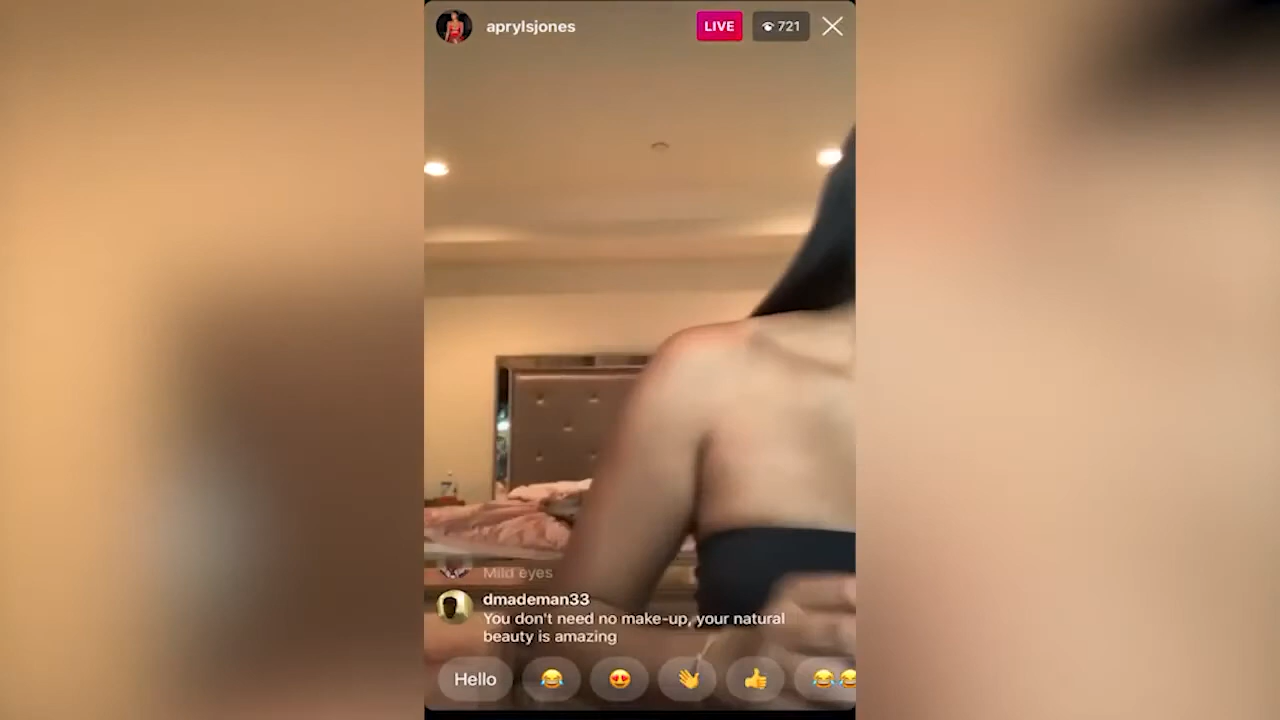 aprylsjones
LIVE
721
Mild eyes
dmademan33
You don't need no make-up, your natural
beauty is amazing
Hello